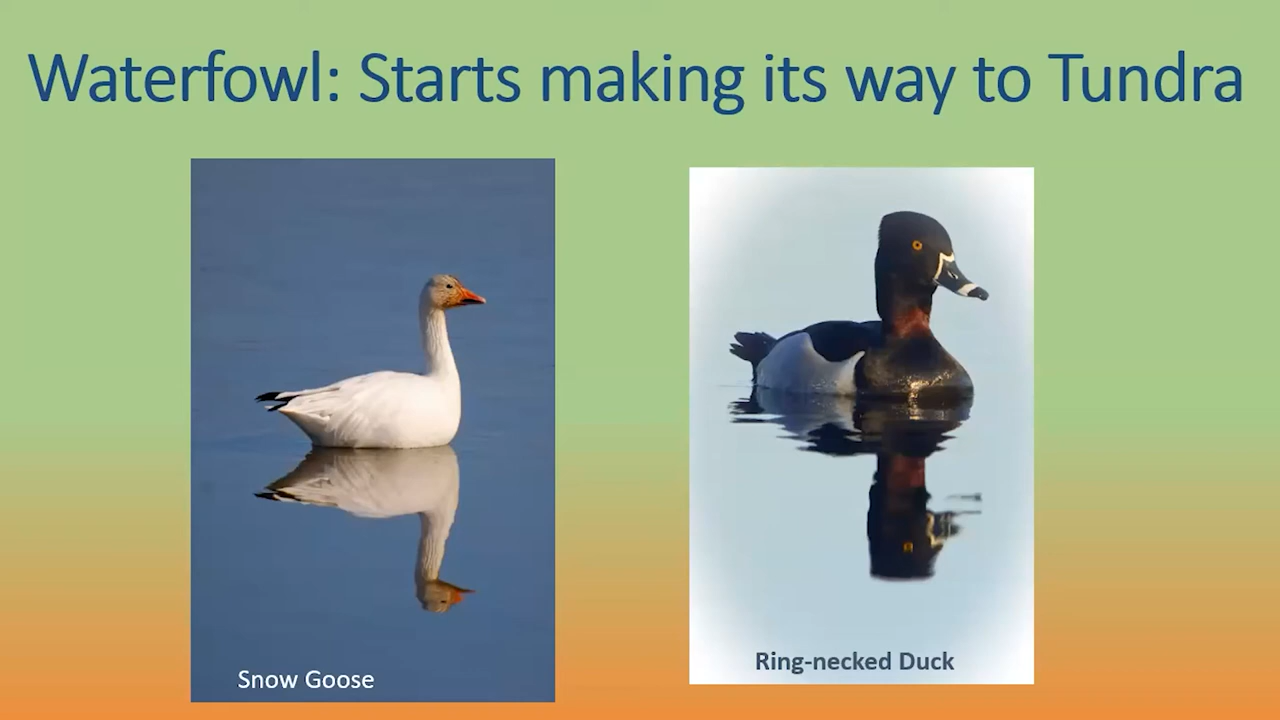 Waterfowl: Starts making its way to Tundra
Snow Goose
Ring-necked Duck